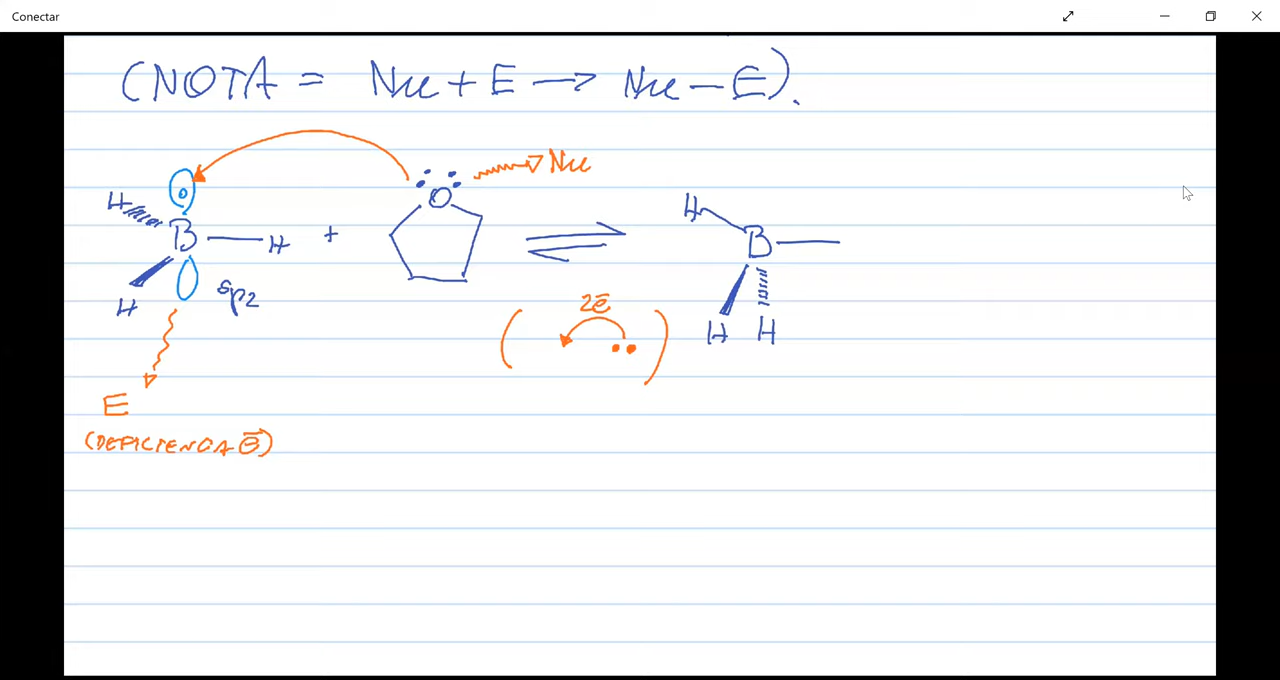 Conectar
(NOTA = Nu + E → Nu – E).
Nu
H
B
H
H
sp2
+
O
⇌
H
B
H
H
2ē
E
(DEFICIENCIA ē)